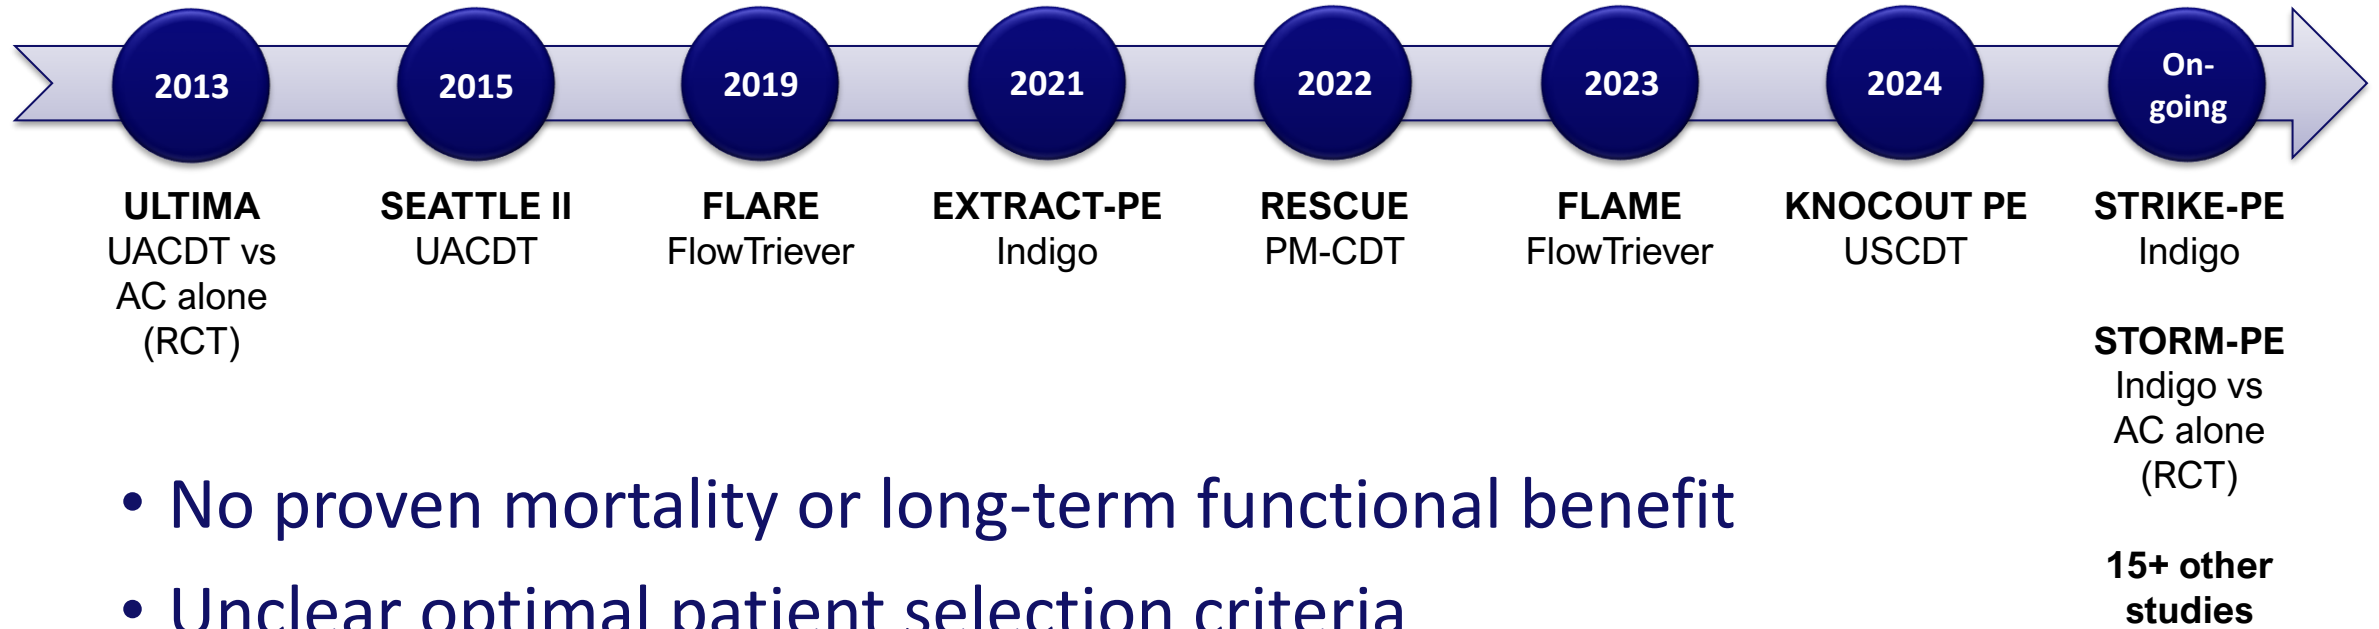 2013
2015
2019
2021
2022
2023
2024
On-
going
ULTIMA
UACDT vs
AC alone
(RCT)
SEATTLE II
UACDT
FLARE
FlowTriever
EXTRACT-PE
Indigo
RESCUE
PM-CDT
FLAME
FlowTriever
KNOCOUT PE
USCDT
STRIKE-PE
Indigo
STORM-PE
Indigo vs
AC alone
(RCT)
15+ other
studies
• No proven mortality or long-term functional benefit
• Unclear optimal patient selection criteria